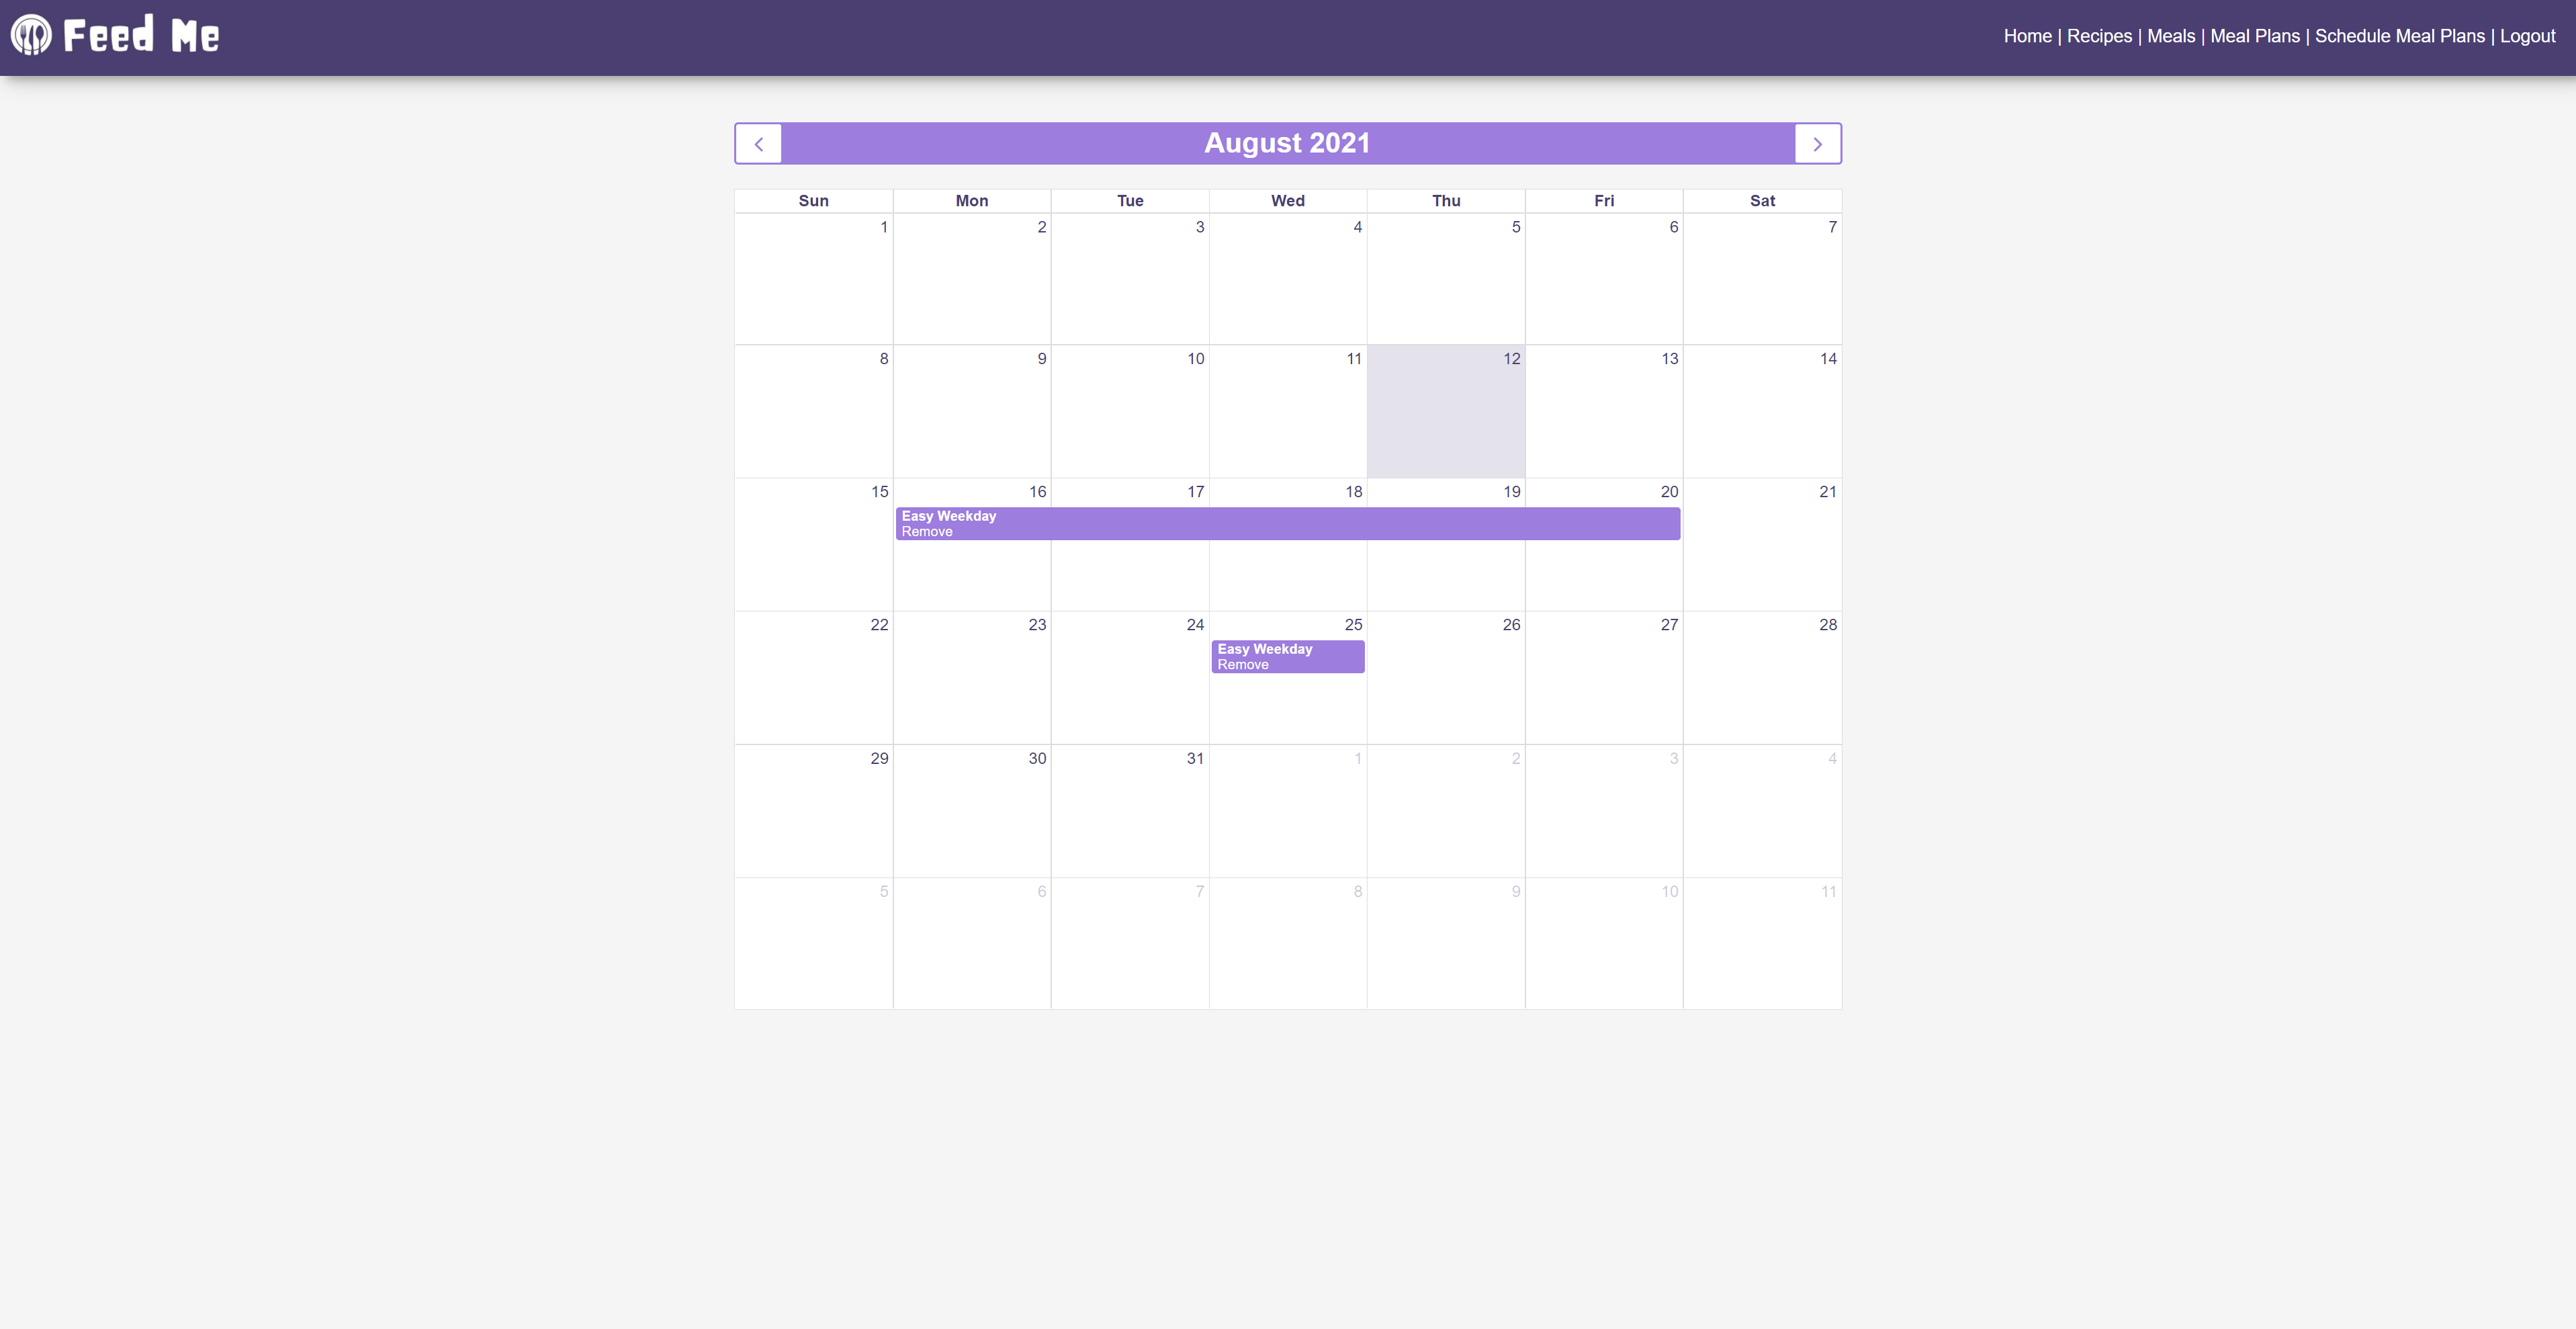 Feed Me
Home | Recipes | Meals | Meal Plans | Schedule Meal Plans | Logout
August 2021
Sun Mon Tue Wed Thu Fri Sat
1 2 3 4 5 6 7
8 9 10 11 12 13 14
15 16 17 18 19 20 21
Easy Weekday
Remove
22 23 24 25 26 27 28
Easy Weekday
Remove
29 30 31 1 2 3 4
5 6 7 8 9 10 11